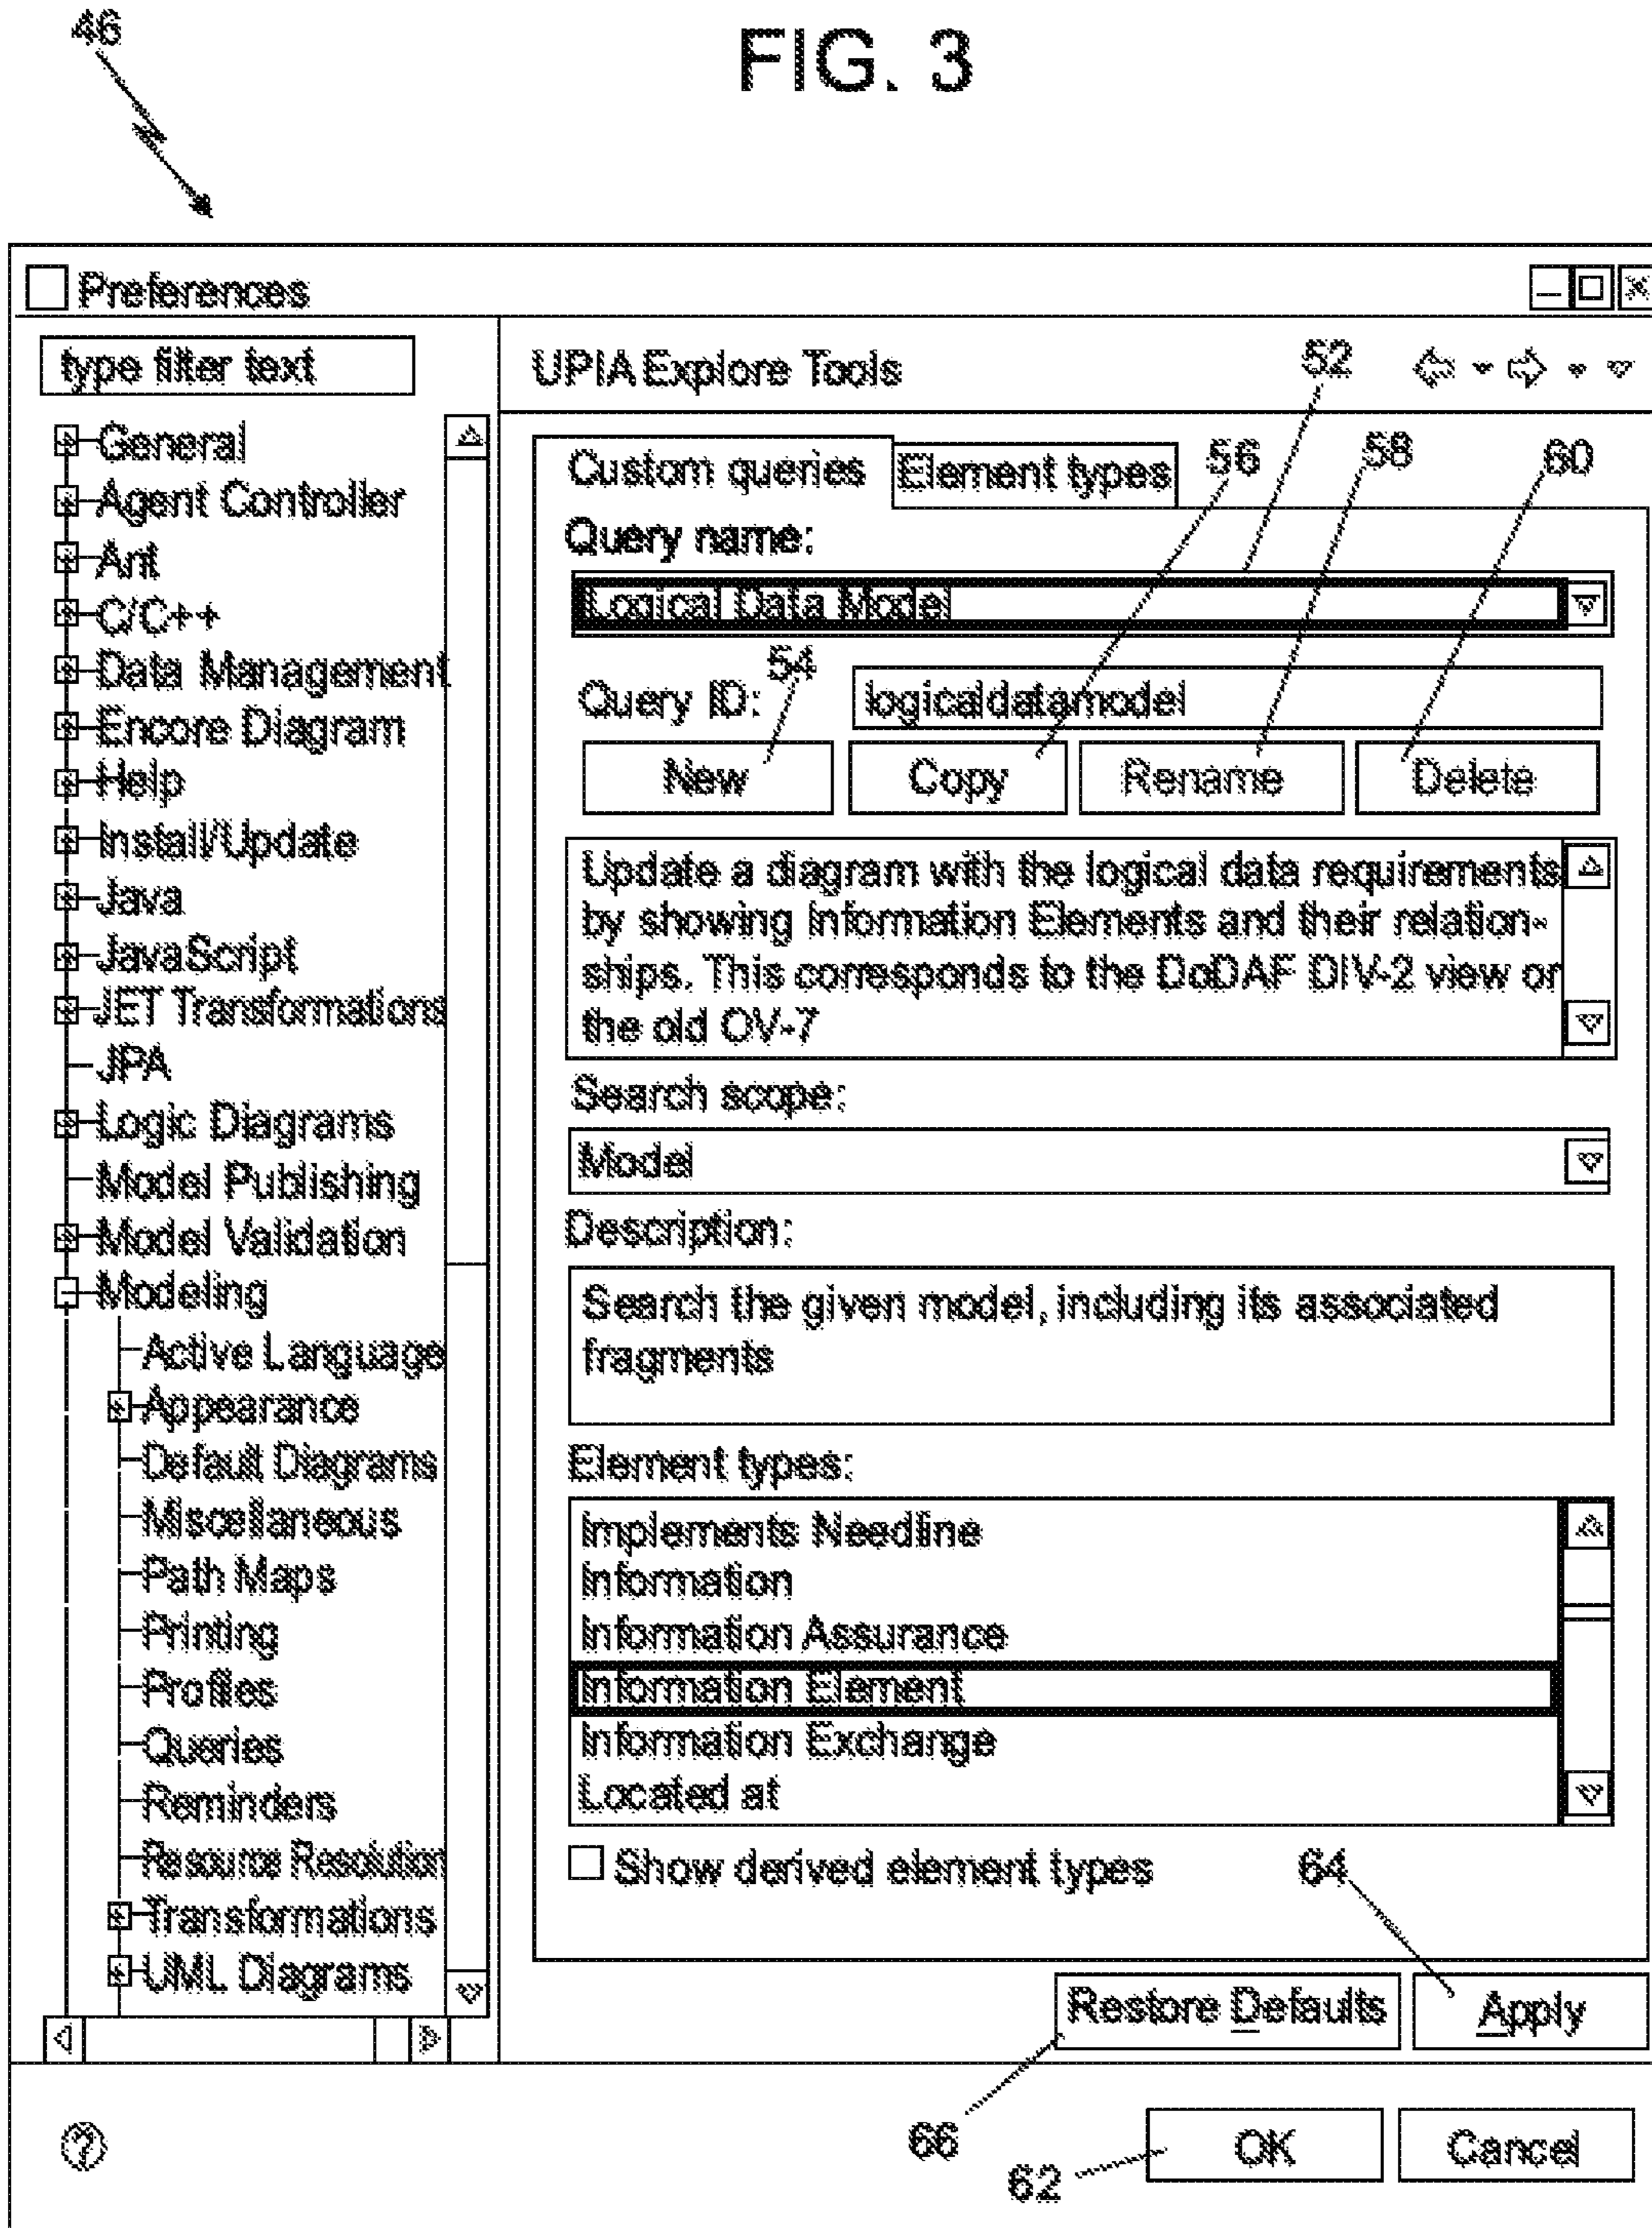 46
FIG. 3
Preferences
type filter text
General
Agent Controller
Ant
C/C++
Data Management
Encore Diagram
Help
Install/Update
Java
JavaScript
JET Transformations
JPA
Logic Diagrams
Model Publishing
Model Validation
Modeling
Active Language
Appearance
Default Diagrams
Miscellaneous
Path Maps
Printing
Profiles
Queries
Reminders
Resource Resolution
Transformations
UML Diagrams
UPIA Explore Tools
52
Custom queries
Element types
56
58
60
Query name:
Logical Data Model
54
Query ID:
logicaldatamodel
New
Copy
Rename
Delete
Update a diagram with the logical data requirements
by showing Information Elements and their relation-
ships. This corresponds to the DoDAF DIV-2 view or
the old OV-7
Search scope:
Model
Description:
Search the given model, including its associated
fragments
Element types:
Implements Needline
Information
Information Assurance
Information Element
Information Exchange
Located at
Show derived element types
64
Restore Defaults
Apply
66
62
OK
Cancel
?